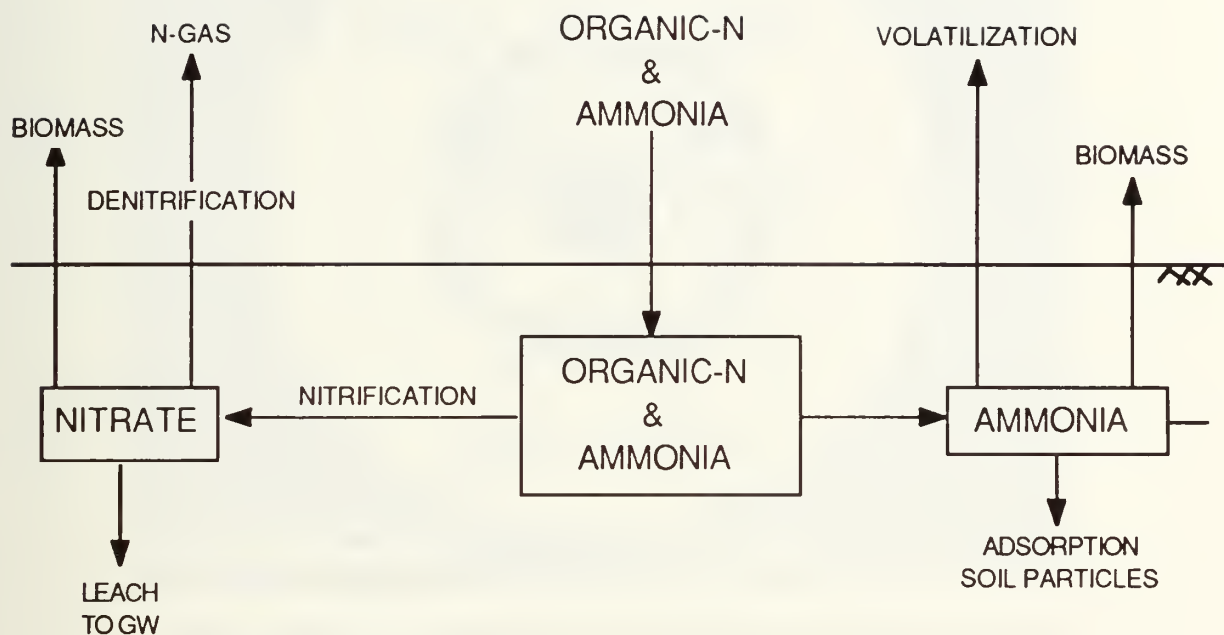 N-GAS
ORGANIC-N
&
AMMONIA
VOLATILIZATION
BIOMASS
BIOMASS
DENITRIFICATION
ORGANIC-N
&
AMMONIA
NITRIFICATION
NITRATE
AMMONIA
LEACH
TO GW
ADSORPTION
SOIL PARTICLES